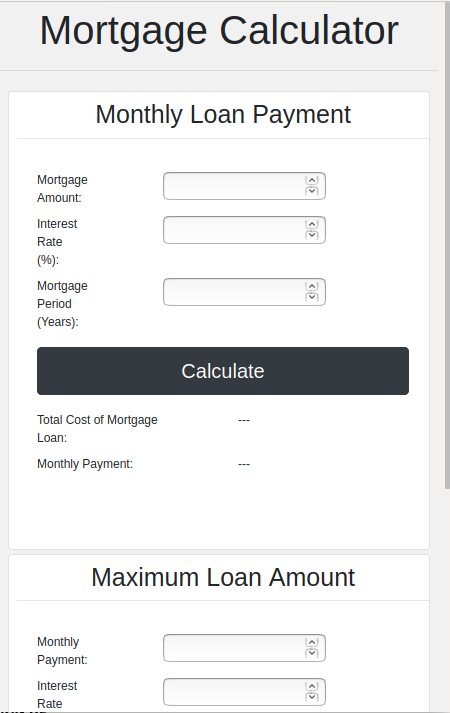 Mortgage Calculator
Monthly Loan Payment
Mortgage
Amount:
Interest
Rate
(%):
Mortgage
Period
(Years):
Calculate
Total Cost of Mortgage
Loan:
---
Monthly Payment:
---
Maximum Loan Amount
Monthly
Payment:
Interest
Rate